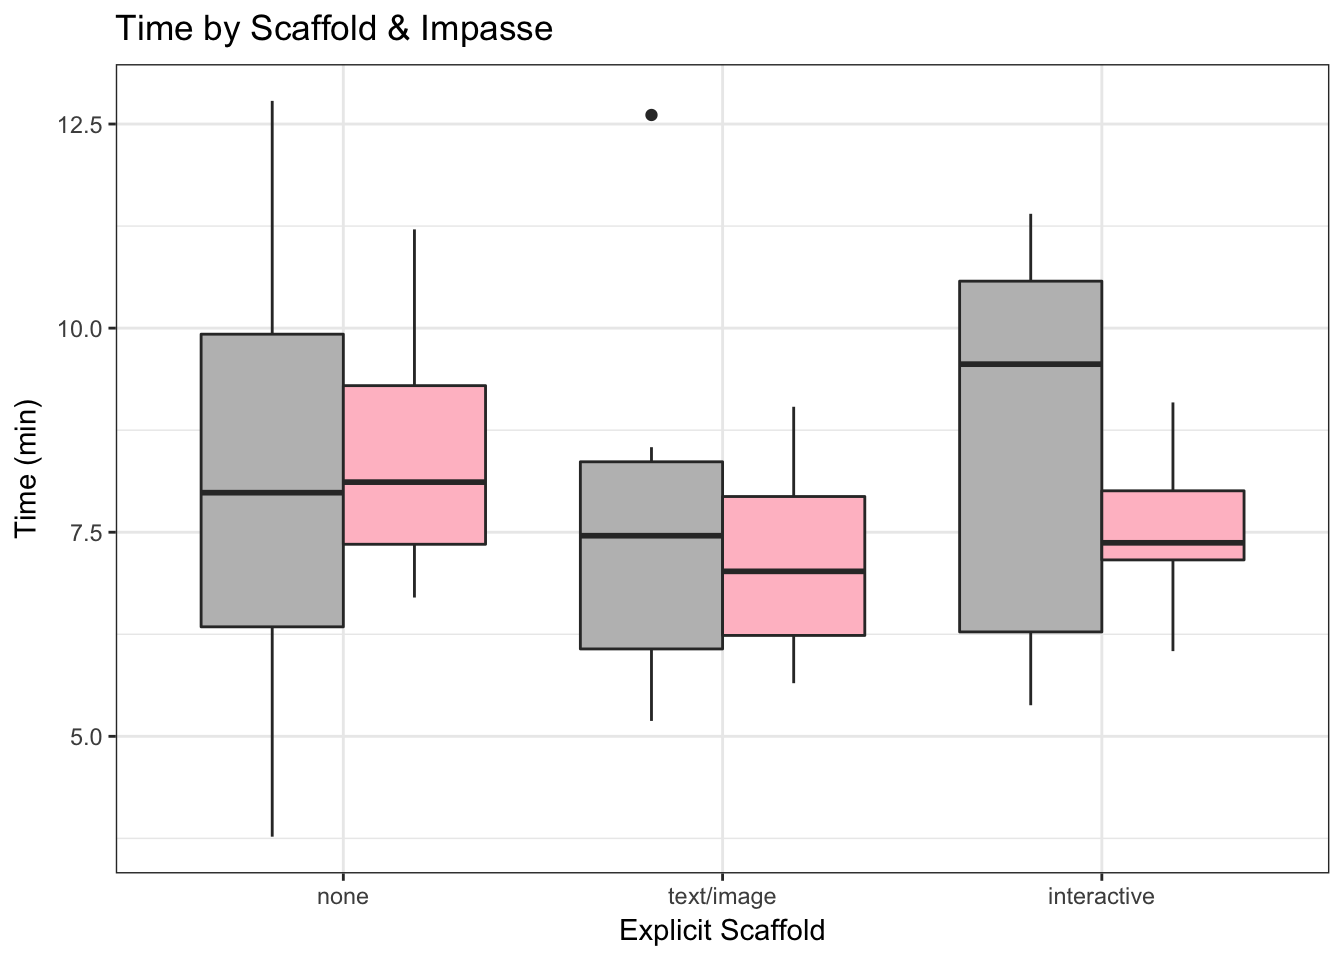 Time by Scaffold & Impasse
12.5
10.0
7.5
5.0
Time (min)
none
text/image
interactive
Explicit Scaffold